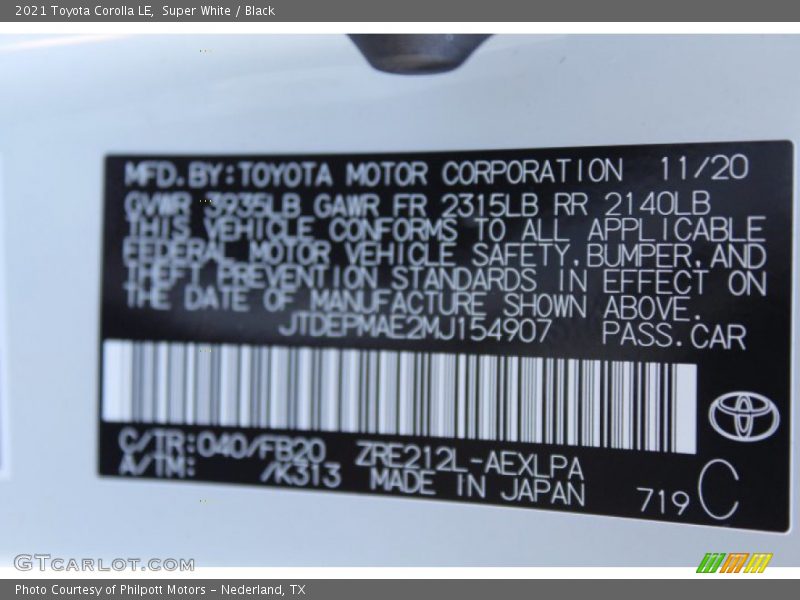 2021 Toyota Corolla LE, Super White / Black
MFD.BY:TOYOTA MOTOR CORPORATION 11/20
GVWR 3935LB GAWR FR 2315LB RR 2140LB
THIS VEHICLE CONFORMS TO ALL APPLICABLE
FEDERAL MOTOR VEHICLE SAFETY,BUMPER,AND
THEFT PREVENTION STANDARDS IN EFFECT ON
THE DATE OF MANUFACTURE SHOWN ABOVE.
JTDEPMAE2MJ154907 PASS.CAR
C/TR:040/FB20 ZRE212L-AEXLPA
A/TM: /K313 MADE IN JAPAN
719 C
GTCARLOT.COM
Photo Courtesy of Philpott Motors - Nederland, TX